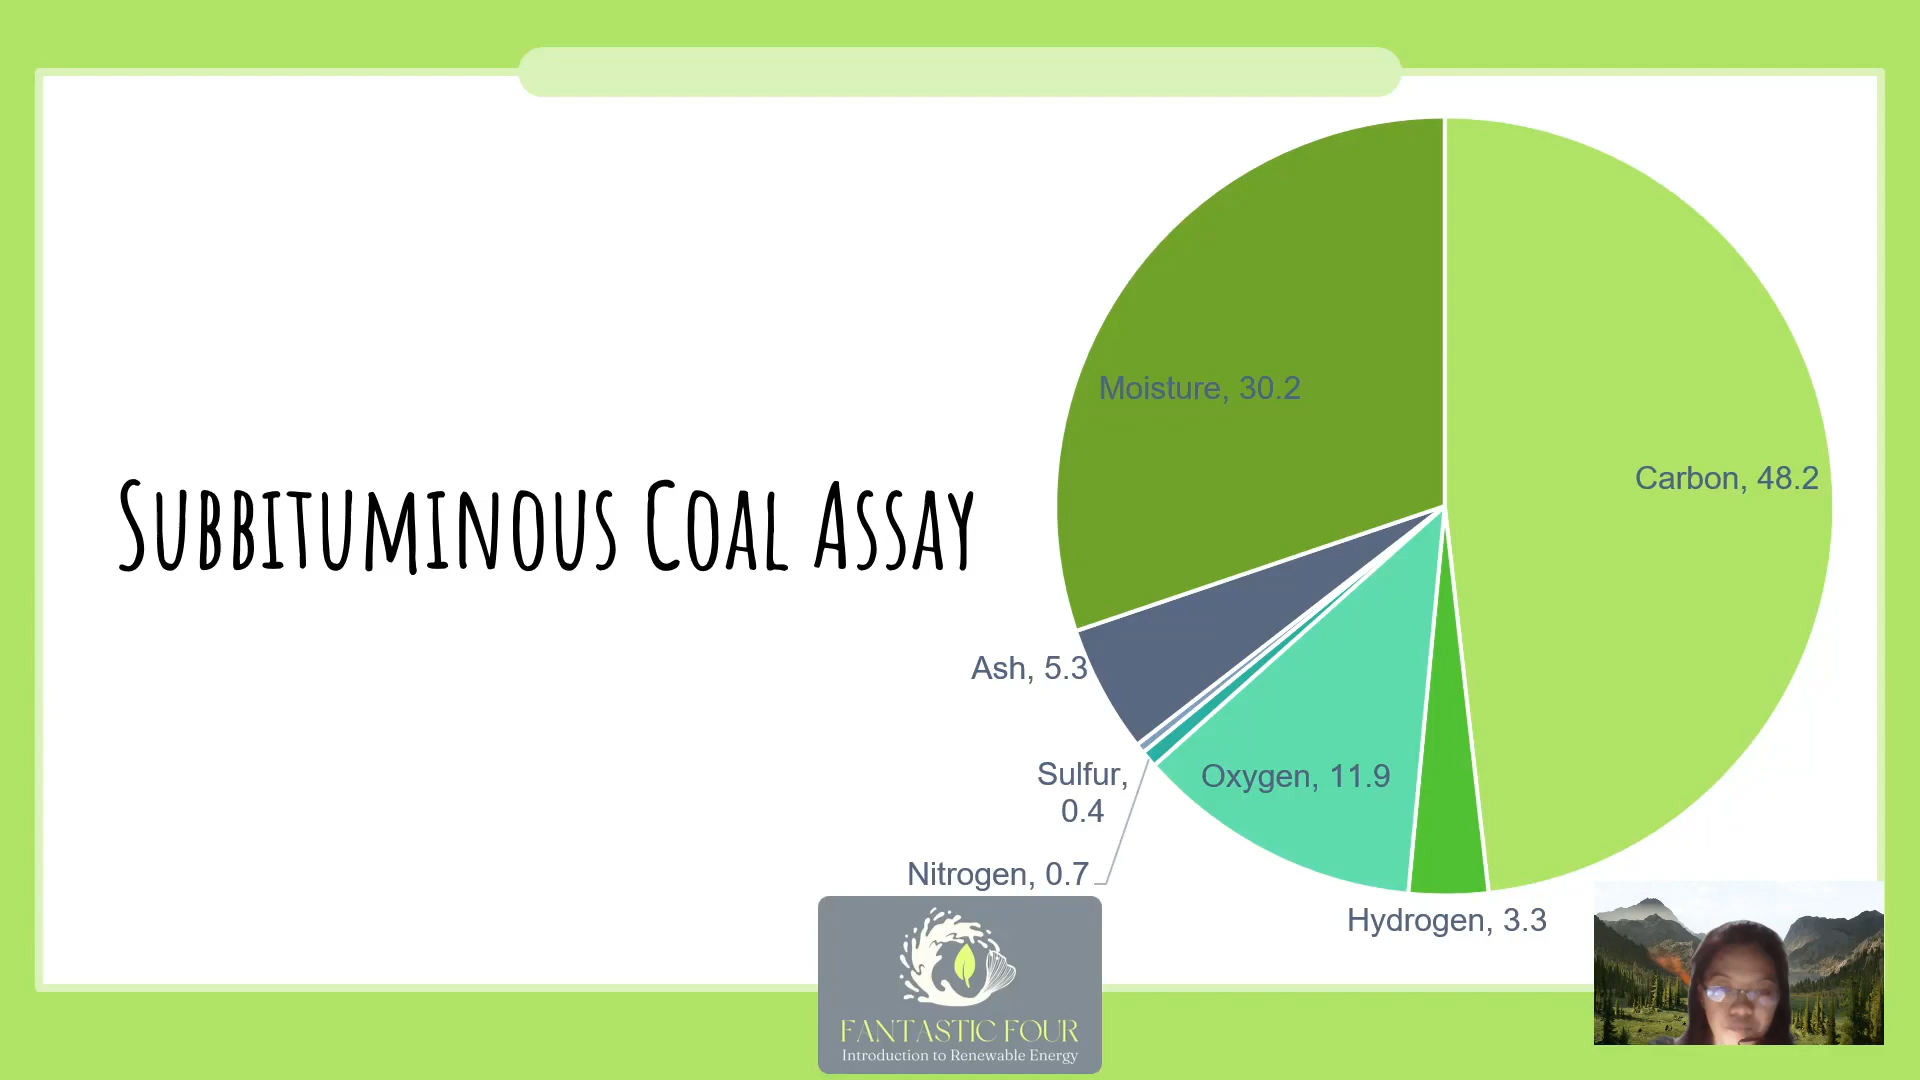 Subbituminous Coal Assay
Moisture, 30.2
Carbon, 48.2
Ash, 5.3
Sulfur,
0.4
Oxygen, 11.9
Nitrogen, 0.7
Hydrogen, 3.3
FANTASTIC FOUR
Introduction to Renewable Energy